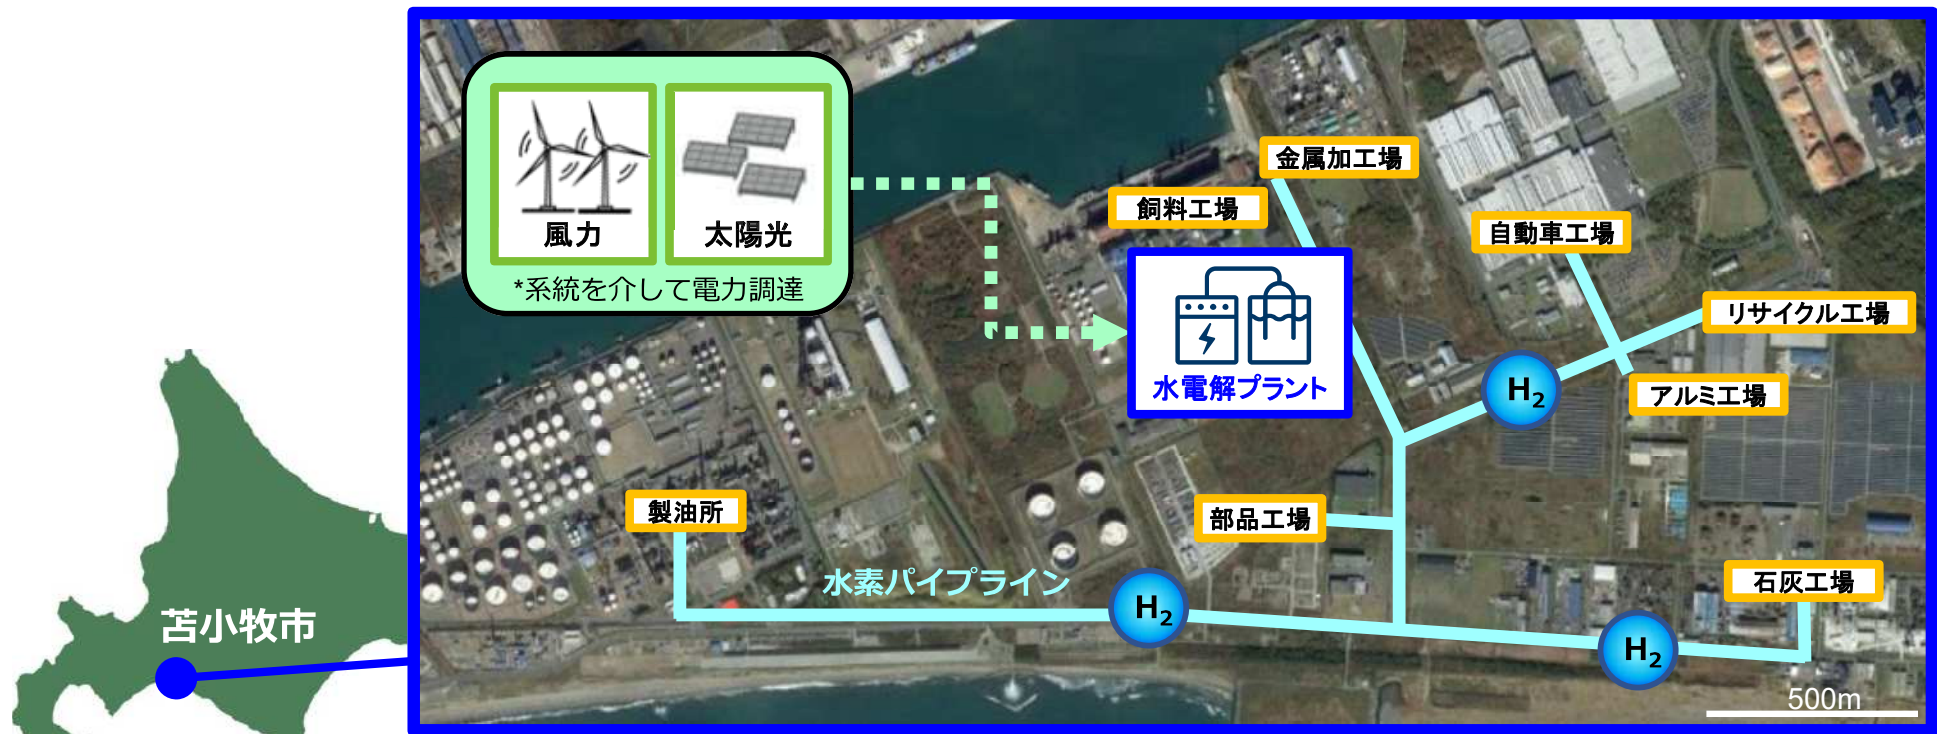 風力
太陽光
*系統を介して電力調達
金属加工場
飼料工場
自動車工場
リサイクル工場
水電解プラント
H₂
アルミ工場
製油所
部品工場
水素パイプライン
石灰工場
H₂
H₂
苫小牧市
500m